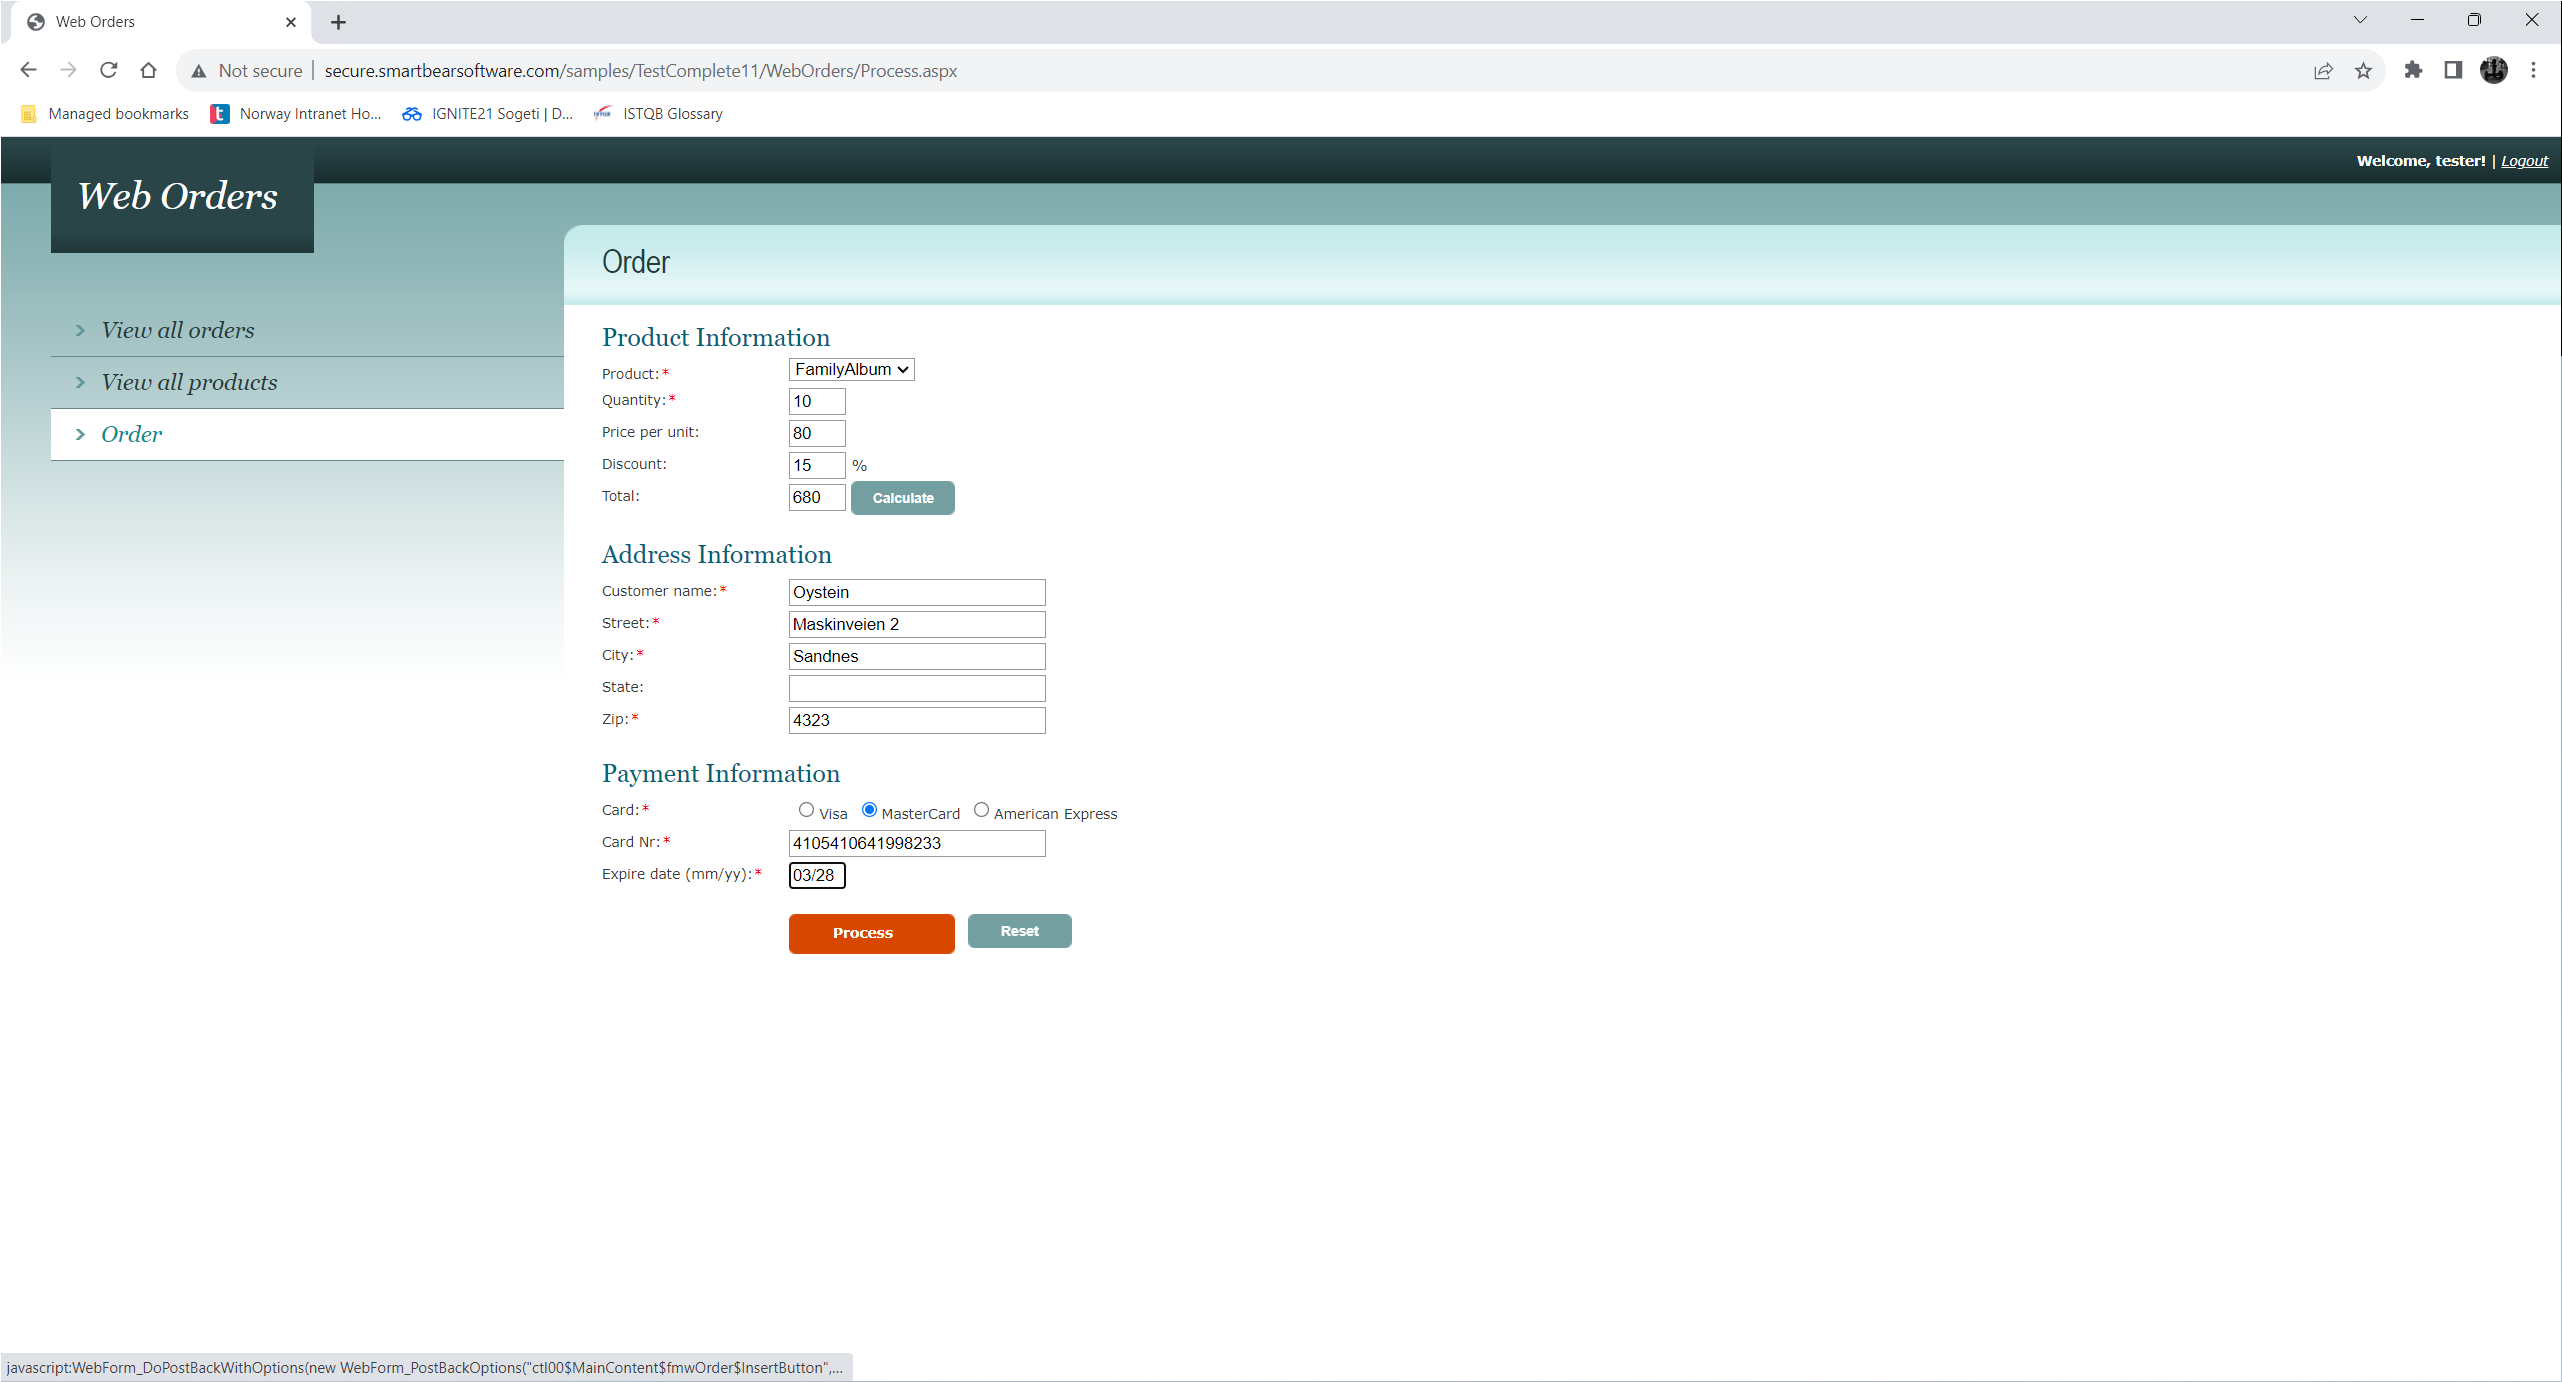 Web Orders
Not secure
secure.smartbearsoftware.com/samples/TestComplete11/WebOrders/Process.aspx
Managed bookmarks
Norway Intranet Ho...
IGNITE21 Sogeti | D...
ISTQB Glossary
Welcome, tester! | Logout
Web Orders
Order
View all orders
View all products
Order
Product Information
Product:* FamilyAlbum
Quantity:* 10
Price per unit: 80
Discount: 15 %
Total: 680 Calculate
Address Information
Customer name:* Oystein
Street:* Maskinveien 2
City:* Sandnes
State:
Zip:* 4323
Payment Information
Card:* Visa MasterCard American Express
Card Nr:* 4105410641998233
Expire date (mm/yy):* 03/28
Process Reset
javascript:WebForm_DoPostBackWithOptions(new WebForm_PostBackOptions("ctl00$MainContent$fmwOrder$InsertButton",...